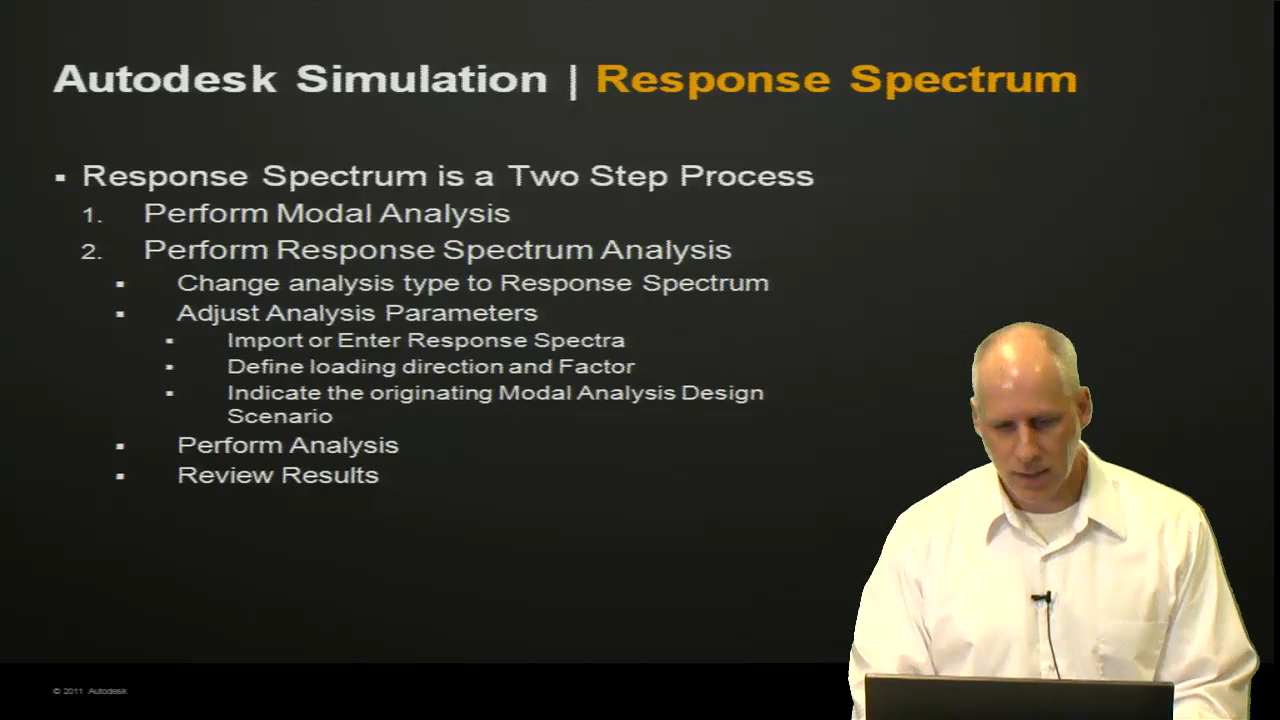 Autodesk Simulation | Response Spectrum
▪ Response Spectrum is a Two Step Process
1. Perform Modal Analysis
2. Perform Response Spectrum Analysis
▪ Change analysis type to Response Spectrum
▪ Adjust Analysis Parameters
▪ Import or Enter Response Spectra
▪ Define loading direction and Factor
▪ Indicate the originating Modal Analysis Design
Scenario
▪ Perform Analysis
▪ Review Results
© 2011 Autodesk